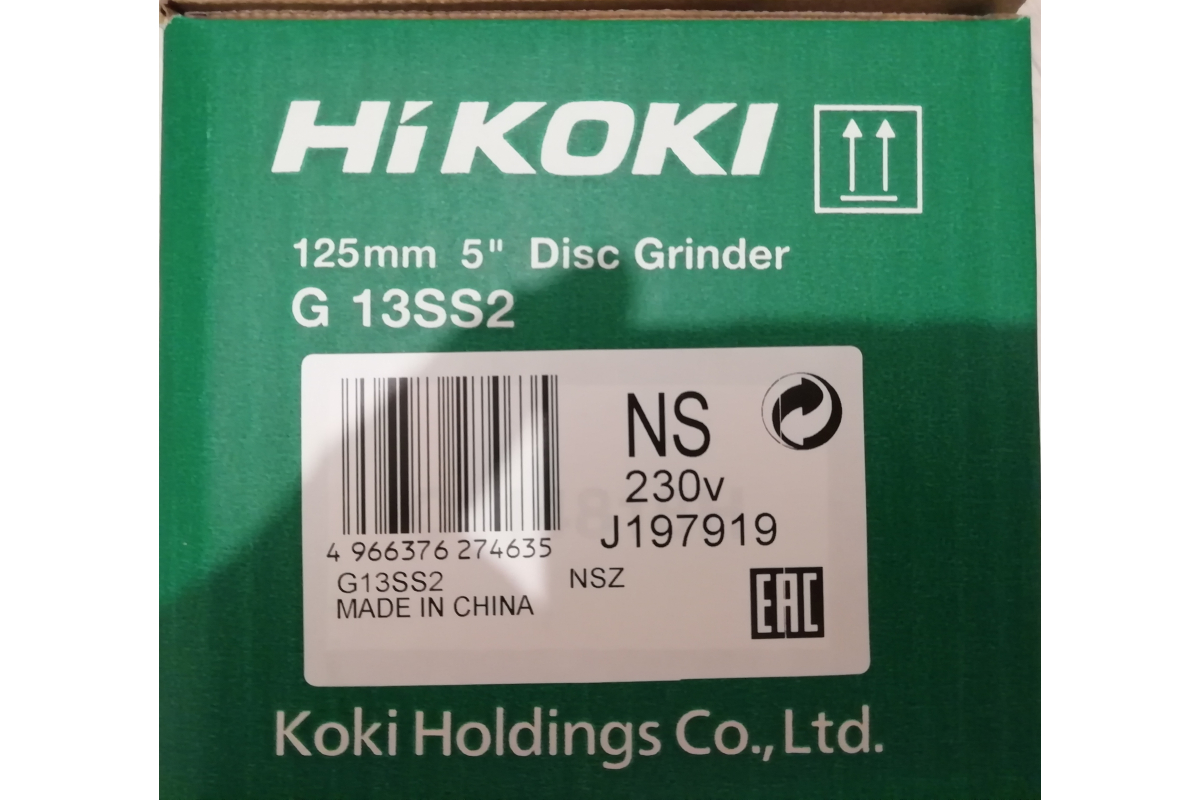 HiKOKI
125mm 5" Disc Grinder
G 13SS2
NS
230v
J197919
4 966376 274635
G13SS2 NSZ
MADE IN CHINA
EAC
Koki Holdings Co., Ltd.